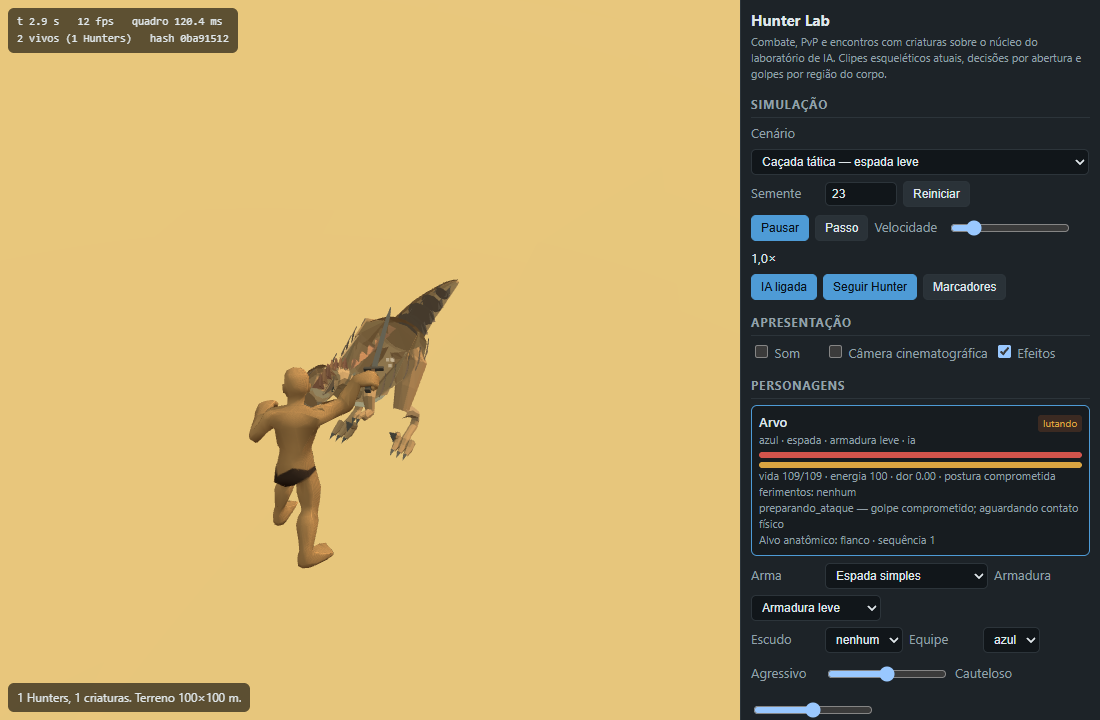 t 2.9 s   12 fps   quadro 120.4 ms
2 vivos (1 Hunters)   hash 0ba91512
1 Hunters, 1 criaturas. Terreno 100×100 m.
Hunter Lab
Combate, PvP e encontros com criaturas sobre o núcleo do
laboratório de IA. Clipes esqueléticos atuais, decisões por abertura e
golpes por região do corpo.
SIMULAÇÃO
Cenário
Caçada tática — espada leve
Semente 23 Reiniciar
Pausar Passo Velocidade
1,0×
IA ligada Seguir Hunter Marcadores
APRESENTAÇÃO
Som Câmera cinematográfica Efeitos
PERSONAGENS
Arvo lutando
azul · espada · armadura leve · ia
vida 109/109 · energia 100 · dor 0.00 · postura comprometida
ferimentos: nenhum
preparando_ataque — golpe comprometido; aguardando contato
físico
Alvo anatômico: flanco · sequência 1
Arma Espada simples Armadura
Armadura leve
Escudo nenhum Equipe azul
Agressivo Cauteloso